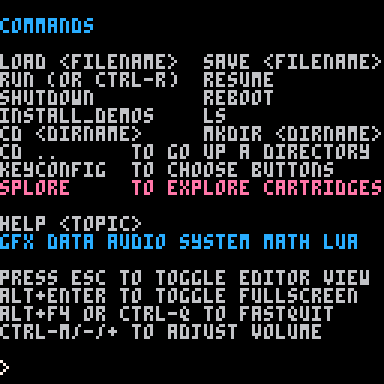 COMMANDS
LOAD <FILENAME>  SAVE <FILENAME>
RUN (OR CTRL-R)  RESUME
SHUTDOWN         REBOOT
INSTALL_DEMOS    LS
CD <DIRNAME>     MKDIR <DIRNAME>
CD ..    TO GO UP A DIRECTORY
KEYCONFIG  TO CHOOSE BUTTONS
SPLORE     TO EXPLORE CARTRIDGES
HELP <TOPIC>
GFX DATA AUDIO SYSTEM MATH LUA
PRESS ESC TO TOGGLE EDITOR VIEW
ALT+ENTER TO TOGGLE FULLSCREEN
ALT+F4 OR CTRL-Q TO FASTQUIT
CTRL-M/-/+ TO ADJUST VOLUME
>